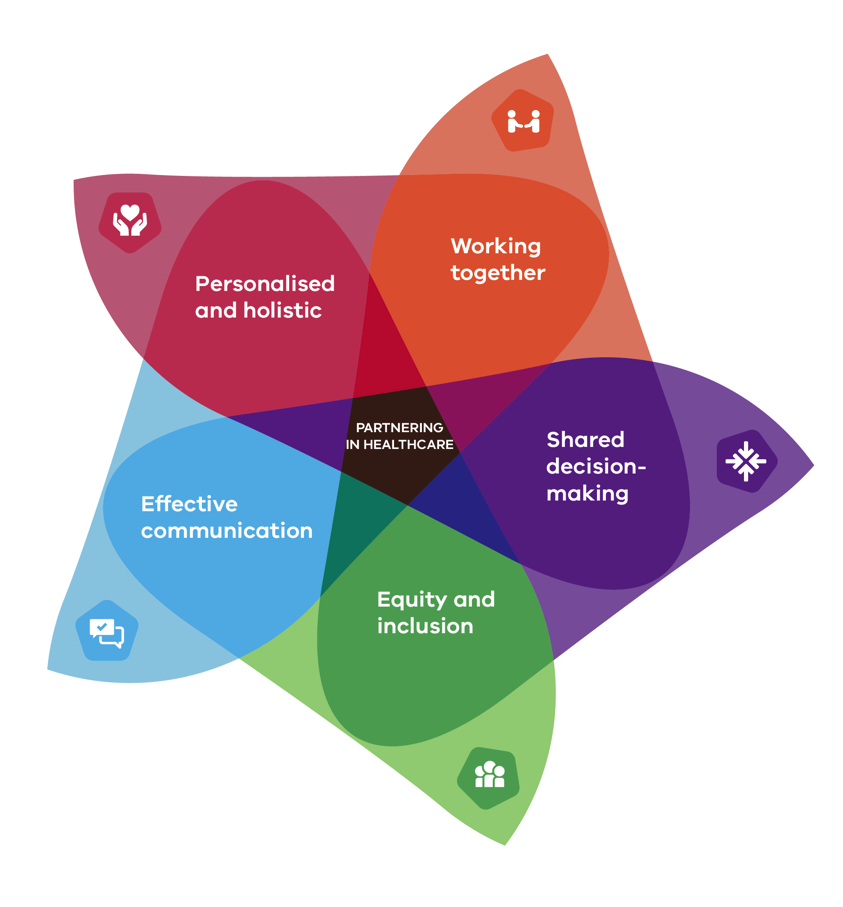 Working
together
Personalised
and holistic
PARTNERING
IN HEALTHCARE
Shared
decision-
making
Effective
communication
Equity and
inclusion